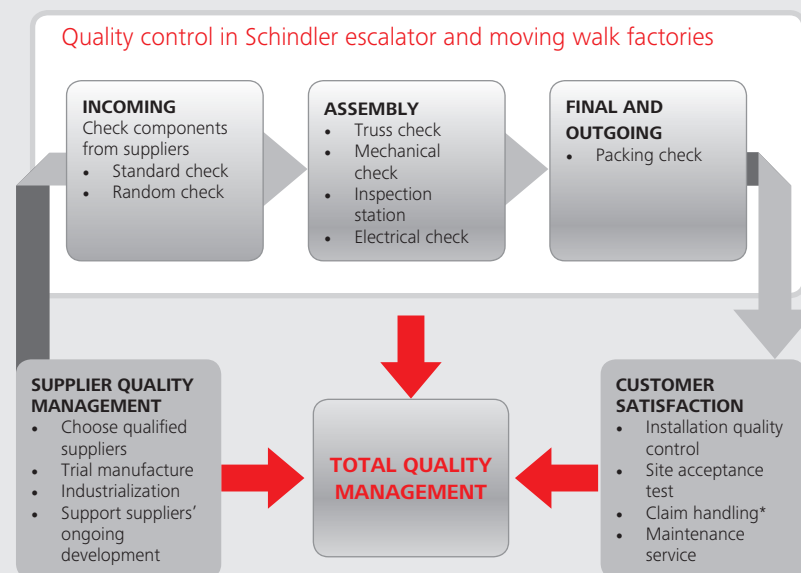 Quality control in Schindler escalator and moving walk factories
INCOMING
Check components
from suppliers
• Standard check
• Random check
ASSEMBLY
• Truss check
• Mechanical
check
• Inspection
station
• Electrical check
FINAL AND
OUTGOING
• Packing check
SUPPLIER QUALITY
MANAGEMENT
• Choose qualified
suppliers
• Trial manufacture
• Industrialization
• Support suppliers’
ongoing
development
TOTAL QUALITY
MANAGEMENT
CUSTOMER
SATISFACTION
• Installation quality
control
• Site acceptance
test
• Claim handling*
• Maintenance
service